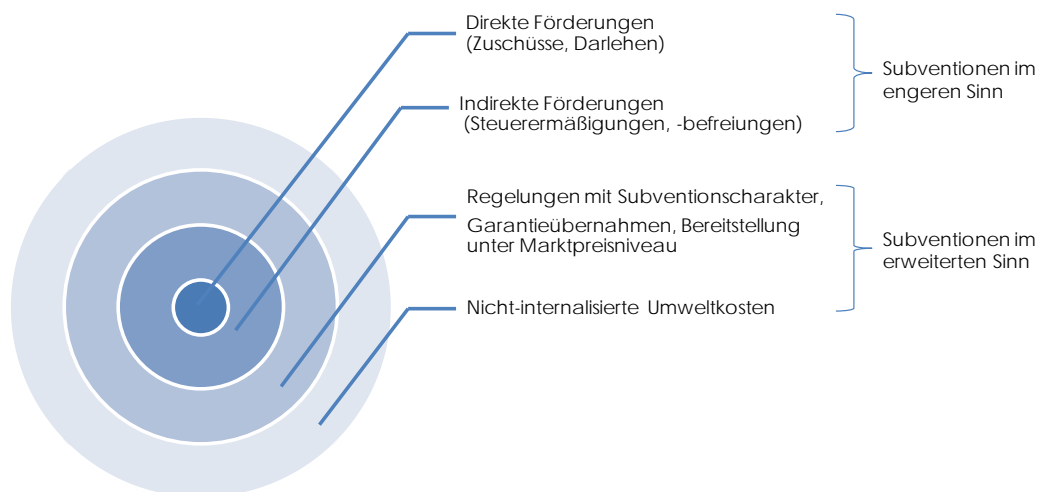 Direkte Förderungen
(Zuschüsse, Darlehen)
Subventionen im
engeren Sinn
Indirekte Förderungen
(Steuerermäßigungen, -befreiungen)
Regelungen mit Subventionscharakter,
Garantieübernahmen, Bereitstellung
unter Marktpreisniveau
Subventionen im
erweiterten Sinn
Nicht-internalisierte Umweltkosten